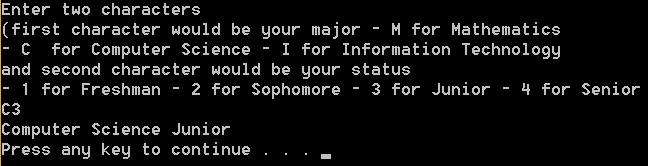 Enter two characters
(first character would be your major - M for Mathematics
- C  for Computer Science - I for Information Technology
and second character would be your status
- 1 for Freshman - 2 for Sophomore - 3 for Junior - 4 for Senior
C3
Computer Science Junior
Press any key to continue . . .